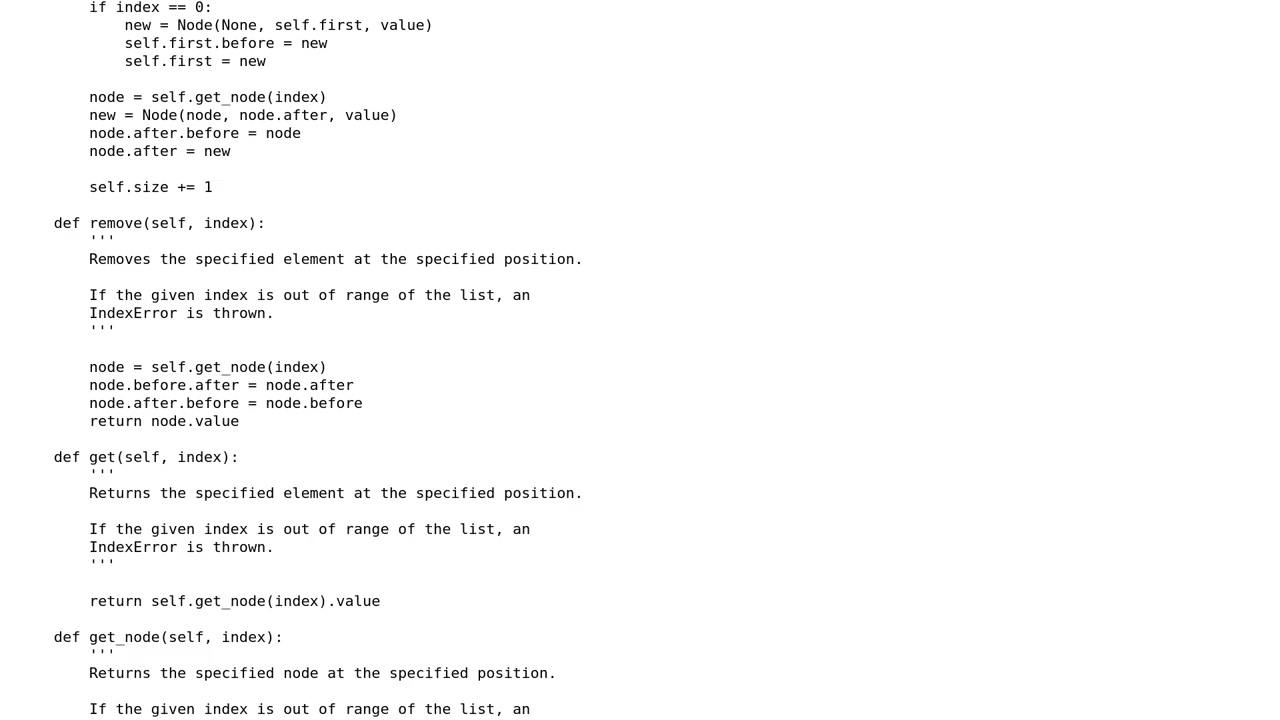 if index == 0:
new = Node(None, self.first, value)
self.first.before = new
self.first = new
node = self.get_node(index)
new = Node(node, node.after, value)
node.after.before = node
node.after = new
self.size += 1
def remove(self, index):
'''
Removes the specified element at the specified position.
If the given index is out of range of the list, an
IndexError is thrown.
'''
node = self.get_node(index)
node.before.after = node.after
node.after.before = node.before
return node.value
def get(self, index):
'''
Returns the specified element at the specified position.
If the given index is out of range of the list, an
IndexError is thrown.
'''
return self.get_node(index).value
def get_node(self, index):
'''
Returns the specified node at the specified position.
If the given index is out of range of the list, an